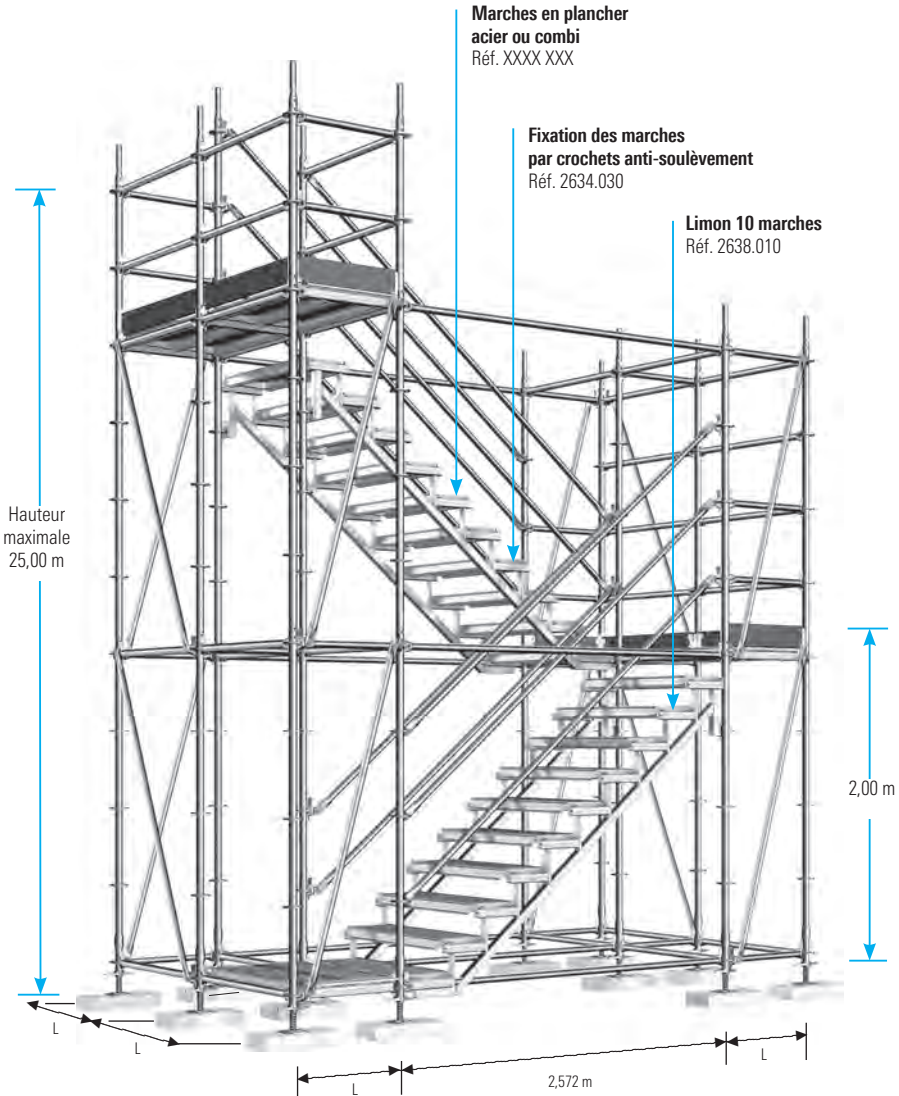 Marches en plancher
acier ou combi
Réf. XXXX XXX
Fixation des marches
par crochets anti-soulèvement
Réf. 2634.030
Limon 10 marches
Réf. 2638.010
Hauteur
maximale
25,00 m
2,00 m
L
L
L
2,572 m
L